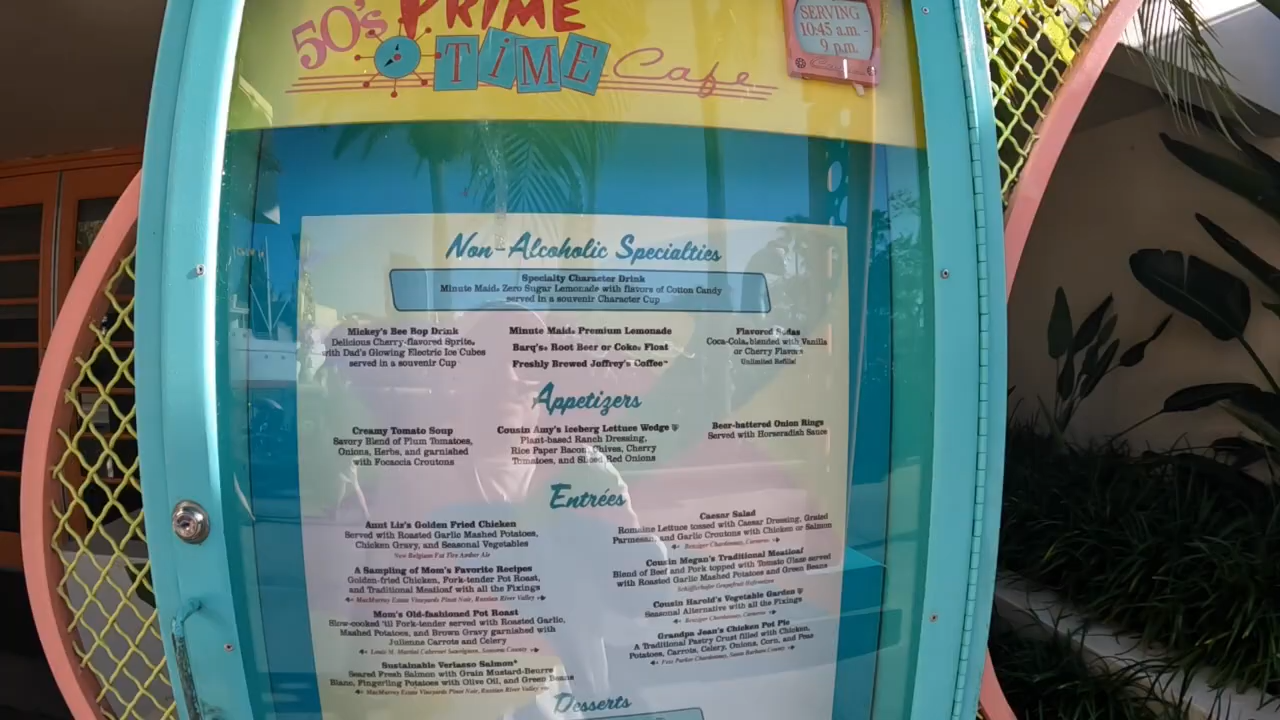 50's PRIME
TIME Cafe
SERVING
10:45 a.m. -
9 p.m.
Non-Alcoholic Specialties
Specialty Character Drink
Minute Maid® Zero Sugar Lemonade with flavors of Cotton Candy
served in a souvenir Character Cup
Mickey's Bee Bop Drink
Delicious Cherry-flavored Sprite®
with Dad's Glowing Electric Ice Cubes
served in a souvenir Cup
Minute Maid® Premium Lemonade
Barq's® Root Beer or Coke® Float
Freshly Brewed Joffrey's Coffee™
Flavored Sodas
Coca-Cola® blended with Vanilla
or Cherry Flavors
Unlimited Refills!
Appetizers
Creamy Tomato Soup
Savory Blend of Plum Tomatoes,
Onions, Herbs, and garnished
with Focaccia Croutons
Cousin Amy's Iceberg Lettuce Wedge
Plant-based Ranch Dressing,
Rice Paper Bacon, Chives, Cherry
Tomatoes, and Sliced Red Onions
Beer-battered Onion Rings
Served with Horseradish Sauce
Entrées
Aunt Liz's Golden Fried Chicken
Served with Roasted Garlic Mashed Potatoes,
Chicken Gravy, and Seasonal Vegetables
New Belgium Fat Tire Amber Ale
A Sampling of Mom's Favorite Recipes
Golden-fried Chicken, Fork-tender Pot Roast,
and Traditional Meatloaf with all the Fixings
MacMurray Estate Vineyards Pinot Noir, Russian River Valley
Mom's Old-fashioned Pot Roast
Slow-cooked 'til Fork-tender served with Roasted Garlic,
Mashed Potatoes, and Brown Gravy garnished with
Julienne Carrots and Celery
Louis M. Martini Cabernet Sauvignon, Sonoma County
Sustainable Verlasso Salmon*
Seared Fresh Salmon with Grain Mustard-Beurre
Blanc, Fingerling Potatoes with Olive Oil, and Green Beans
MacMurray Estate Vineyards Pinot Noir, Russian River Valley
Caesar Salad
Romaine Lettuce tossed with Caesar Dressing, Grated
Parmesan, and Garlic Croutons with Chicken or Salmon
Benziger Chardonnay, Carneros
Cousin Megan's Traditional Meatloaf
Blend of Beef and Pork topped with Tomato Glaze served
with Roasted Garlic Mashed Potatoes and Green Beans
Schöfferhofer Grapefruit Hefeweizen
Cousin Harold's Vegetable Garden
Seasonal Alternative with all the Fixings
Benziger Chardonnay, Carneros
Grandpa Jean's Chicken Pot Pie
A Traditional Pastry Crust filled with Chicken,
Potatoes, Carrots, Celery, Onions, Corn, and Peas
Fess Parker Chardonnay, Santa Barbara County
Desserts